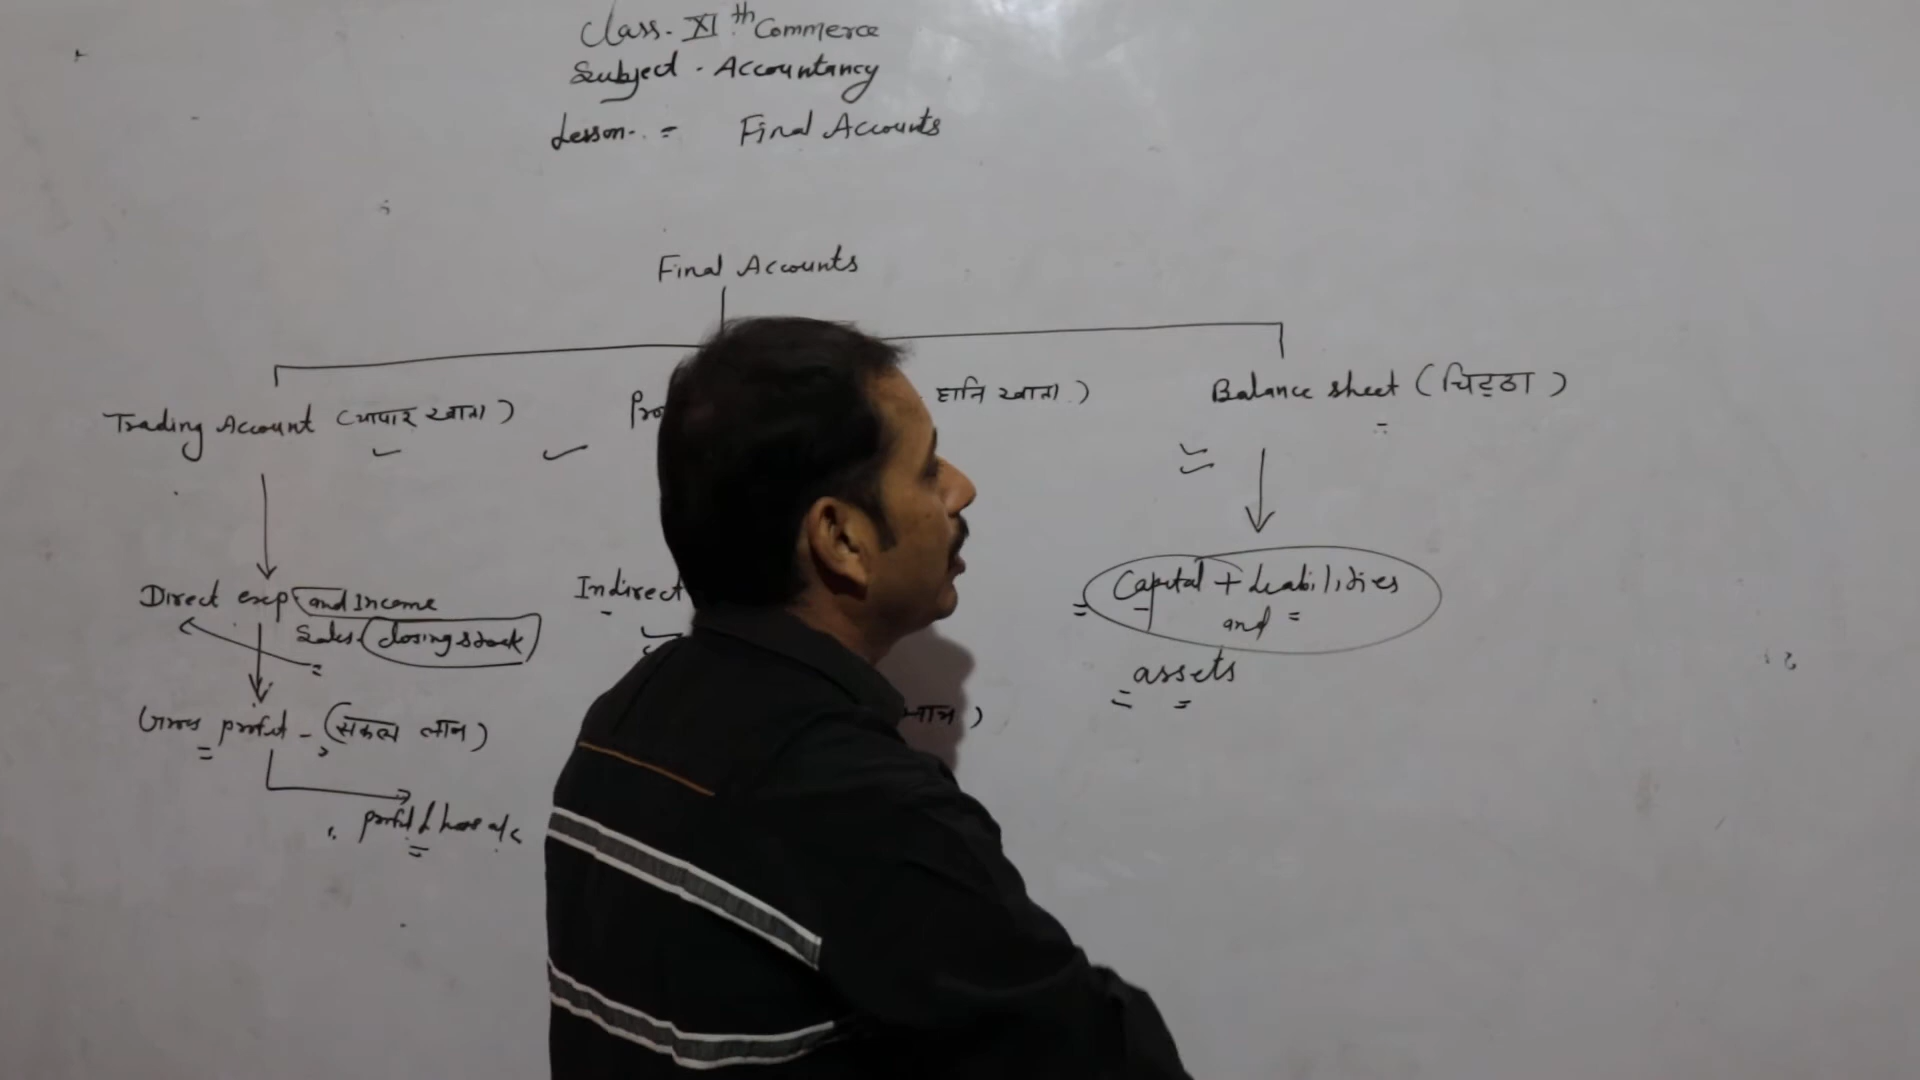 Class. XI th Commerce
Subject - Accountancy
Lesson. = Final Accounts
Final Accounts
Trading Account (व्यापार खाता)
हानि खाता)
Balance sheet (चिट्ठा)
Direct exp and Income
Sales closing stock
Indirect
Capital + Liabilities
and
assets
Gross profit - (सकल लाभ)
लाभ)
profit & loss a/c